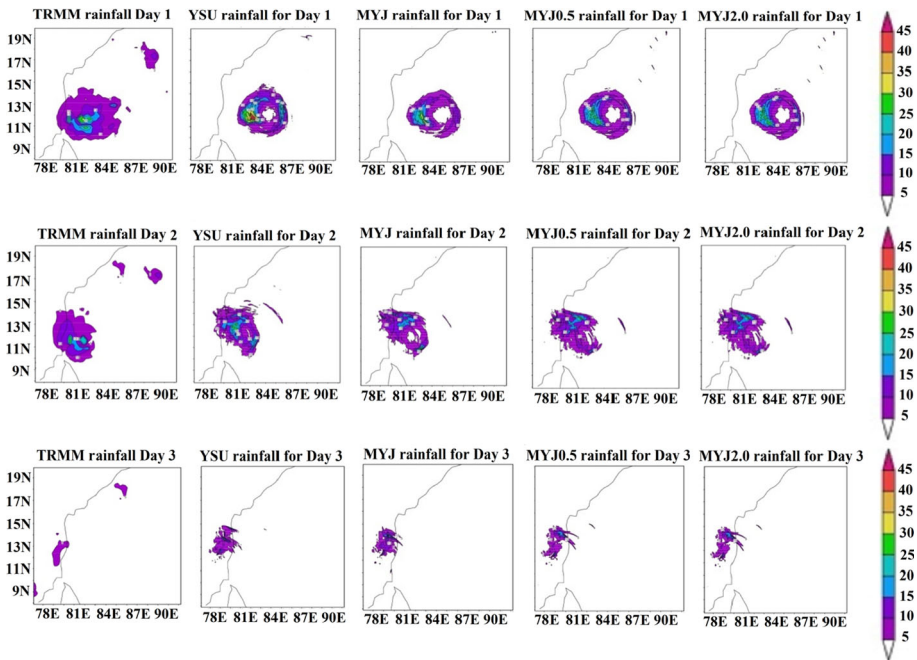 TRMM rainfall Day 1 YSU rainfall for Day 1 MYJ rainfall for Day 1 MYJ0.5 rainfall for Day 1 MYJ2.0 rainfall for Day 1
19N
17N
15N
13N
11N
9N
78E 81E 84E 87E 90E 78E 81E 84E 87E 90E 78E 81E 84E 87E 90E 78E 81E 84E 87E 90E 78E 81E 84E 87E 90E
45
40
35
30
25
20
15
10
5
TRMM rainfall Day 2 YSU rainfall for Day 2 MYJ rainfall for Day 2 MYJ0.5 rainfall for Day 2 MYJ2.0 rainfall for Day 2
19N
17N
15N
13N
11N
9N
78E 81E 84E 87E 90E 78E 81E 84E 87E 90E 78E 81E 84E 87E 90E 78E 81E 84E 87E 90E 78E 81E 84E 87E 90E
45
40
35
30
25
20
15
10
5
TRMM rainfall Day 3 YSU rainfall for Day 3 MYJ rainfall for Day 3 MYJ0.5 rainfall for Day 3 MYJ2.0 rainfall for Day 3
19N
17N
15N
13N
11N
9N
78E 81E 84E 87E 90E 78E 81E 84E 87E 90E 78E 81E 84E 87E 90E 78E 81E 84E 87E 90E 78E 81E 84E 87E 90E
45
40
35
30
25
20
15
10
5